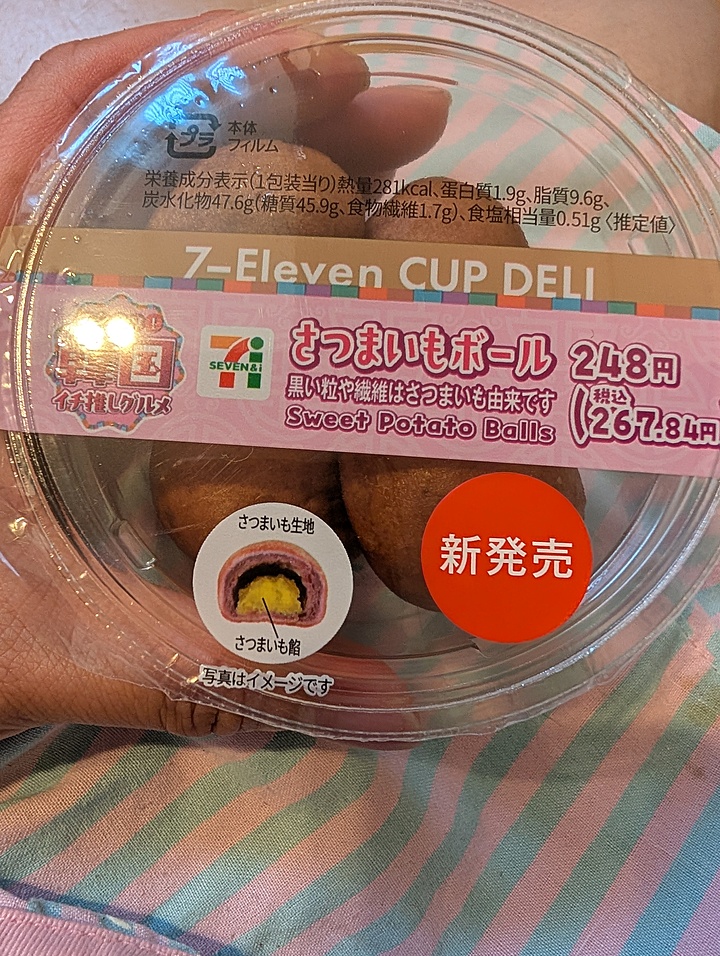 プラ
本体
フィルム
栄養成分表示(1包装当り)熱量281kcal、蛋白質1.9g、脂質9.6g、
炭水化物47.6g(糖質45.9g、食物繊維1.7g)、食塩相当量0.51g〈推定値〉
7-Eleven CUP DELI
韓国
イチ推しグルメ
SEVEN&i
さつまいもボール
黒い粒や繊維はさつまいも由来です
Sweet Potato Balls
248円
(税込
267.84円
さつまいも生地
さつまいも餡
写真はイメージです
新発売